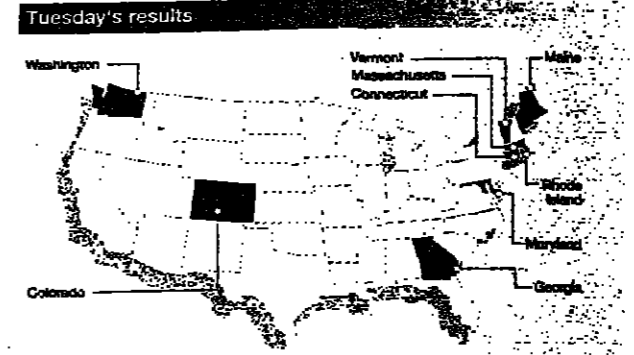 Tuesday's results
Washington
Vermont
Massachusetts
Connecticut
Maine
Rhode
Island
Maryland
Georgia
Colorado